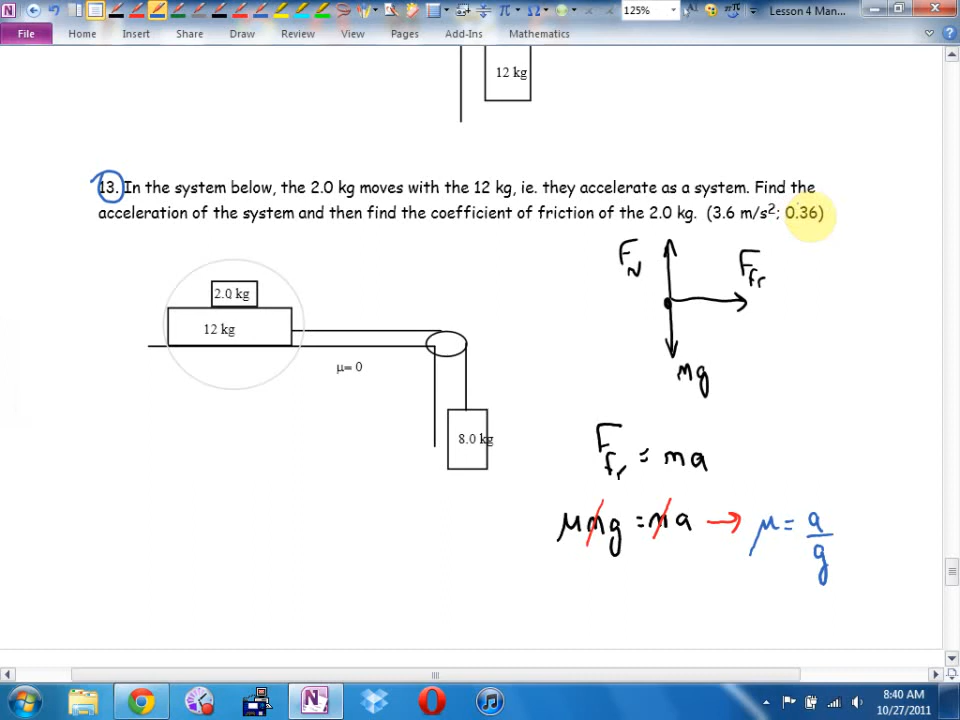 125%
Lesson 4 Man...
File Home Insert Share Draw Review View Pages Add-Ins Mathematics
12 kg
13. In the system below, the 2.0 kg moves with the 12 kg, ie. they accelerate as a system. Find the
acceleration of the system and then find the coefficient of friction of the 2.0 kg. (3.6 m/s²; 0.36)
F_N
F_fr
2.0 kg
12 kg
μ= 0
mg
8.0 kg
F_fr = ma
μmg = ma → μ = a/g
8:40 AM
10/27/2011